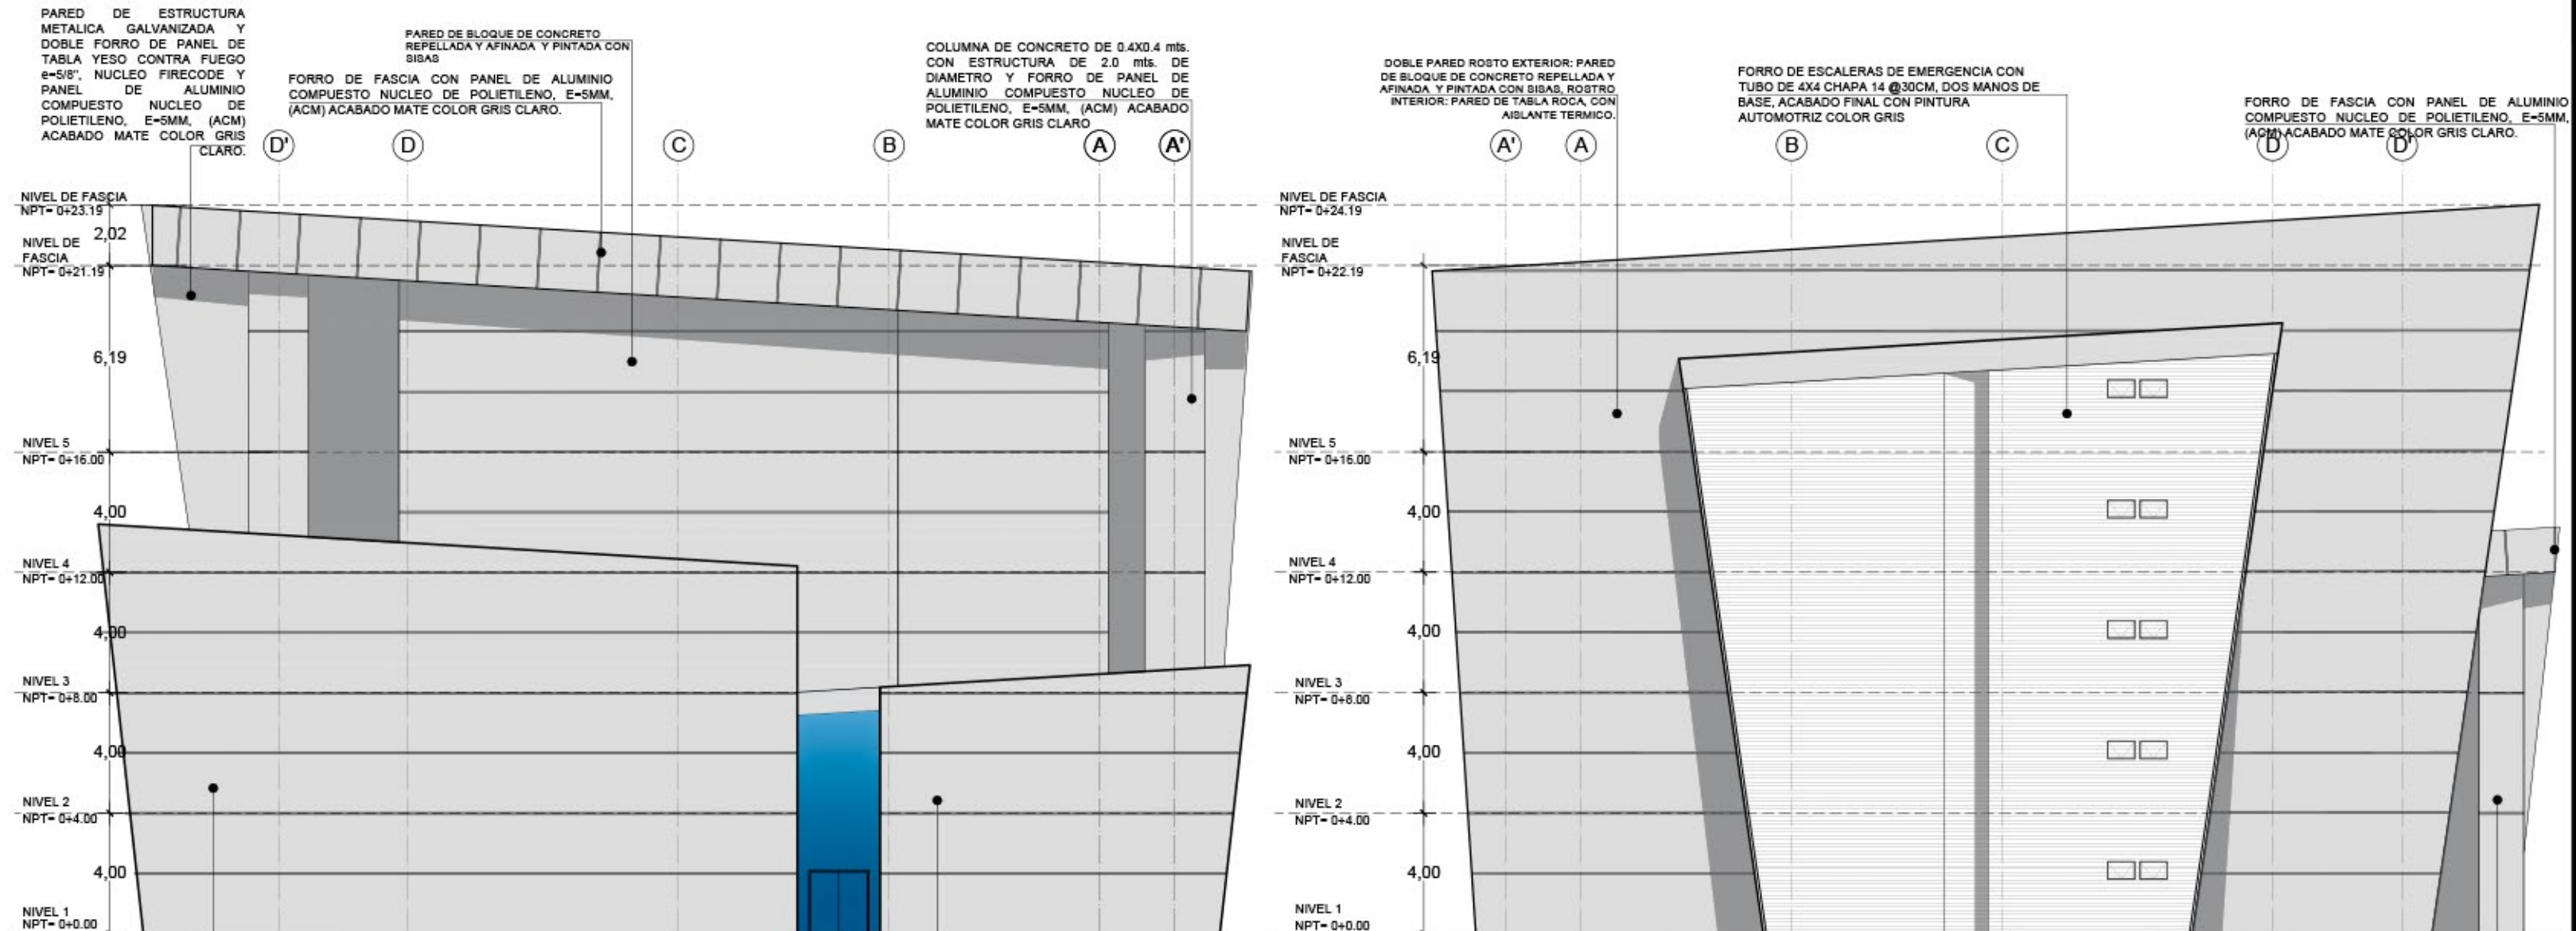 PARED DE ESTRUCTURA
METALICA GALVANIZADA Y
DOBLE FORRO DE PANEL DE
TABLA YESO CONTRA FUEGO
e=5/8", NUCLEO FIRECODE Y
PANEL DE ALUMINIO
COMPUESTO NUCLEO DE
POLIETILENO, E=5MM, (ACM)
ACABADO MATE COLOR GRIS
CLARO.
PARED DE BLOQUE DE CONCRETO
REPELLADA Y AFINADA Y PINTADA CON
SISAS
FORRO DE FASCIA CON PANEL DE ALUMINIO
COMPUESTO NUCLEO DE POLIETILENO, E=5MM,
(ACM) ACABADO MATE COLOR GRIS CLARO.
COLUMNA DE CONCRETO DE 0.4X0.4 mts.
CON ESTRUCTURA DE 2.0 mts. DE
DIAMETRO Y FORRO DE PANEL DE
ALUMINIO COMPUESTO NUCLEO DE
POLIETILENO, E=5MM, (ACM) ACABADO
MATE COLOR GRIS CLARO
D' D C B A A'
NIVEL DE FASCIA
NPT= 0+23.19
2,02
NIVEL DE
FASCIA
NPT= 0+21.19
6,19
NIVEL 5
NPT= 0+16.00
4,00
NIVEL 4
NPT= 0+12.00
4,00
NIVEL 3
NPT= 0+8.00
4,00
NIVEL 2
NPT= 0+4.00
4,00
NIVEL 1
NPT= 0+0.00
DOBLE PARED ROSTO EXTERIOR: PARED
DE BLOQUE DE CONCRETO REPELLADA Y
AFINADA Y PINTADA CON SISAS, ROSTRO
INTERIOR: PARED DE TABLA ROCA, CON
AISLANTE TERMICO.
FORRO DE ESCALERAS DE EMERGENCIA CON
TUBO DE 4X4 CHAPA 14 @30CM, DOS MANOS DE
BASE, ACABADO FINAL CON PINTURA
AUTOMOTRIZ COLOR GRIS
FORRO DE FASCIA CON PANEL DE ALUMINIO
COMPUESTO NUCLEO DE POLIETILENO, E=5MM,
(ACM) ACABADO MATE COLOR GRIS CLARO.
A' A B C D D'
NIVEL DE FASCIA
NPT= 0+24.19
NIVEL DE
FASCIA
NPT= 0+22.19
6,19
NIVEL 5
NPT= 0+16.00
4,00
NIVEL 4
NPT= 0+12.00
4,00
NIVEL 3
NPT= 0+8.00
4,00
NIVEL 2
NPT= 0+4.00
4,00
NIVEL 1
NPT= 0+0.00